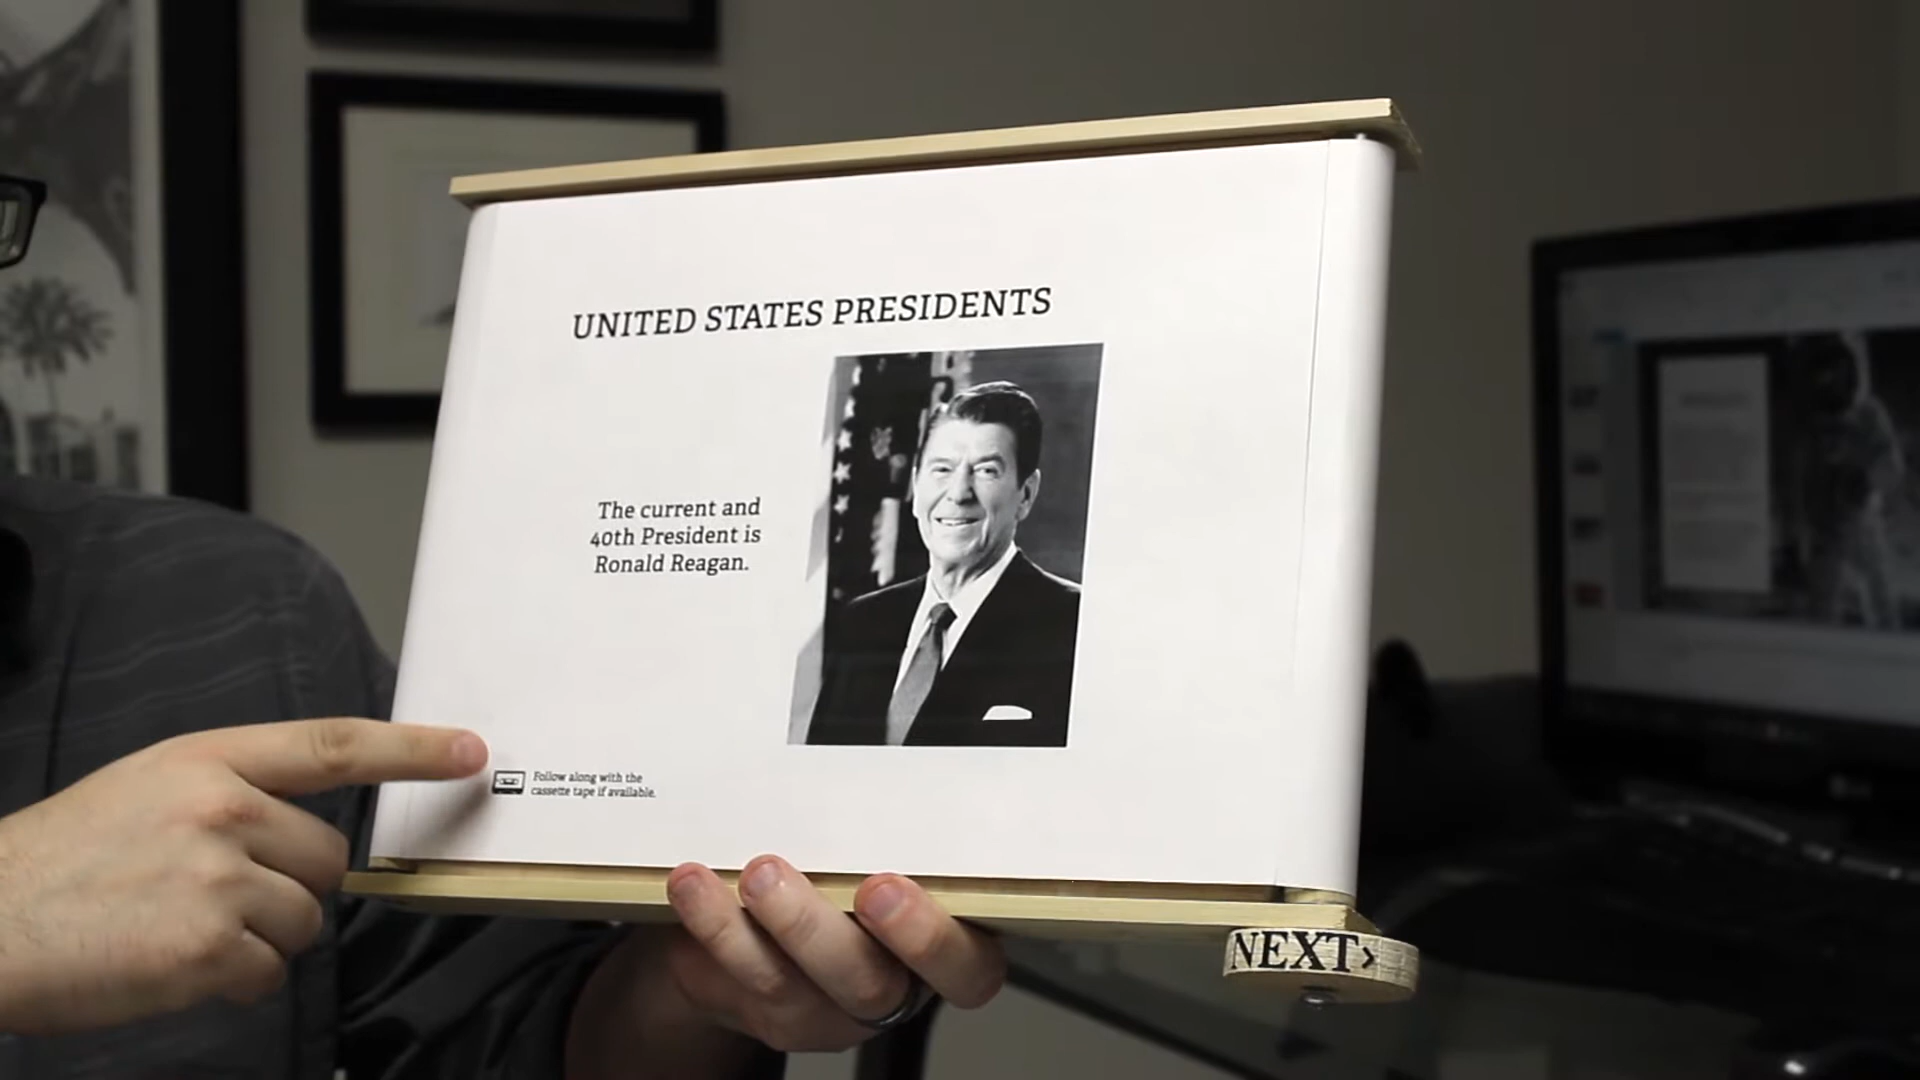 UNITED STATES PRESIDENTS
The current and
40th President is
Ronald Reagan.
Follow along with the
cassette tape if available.
NEXT>
LG